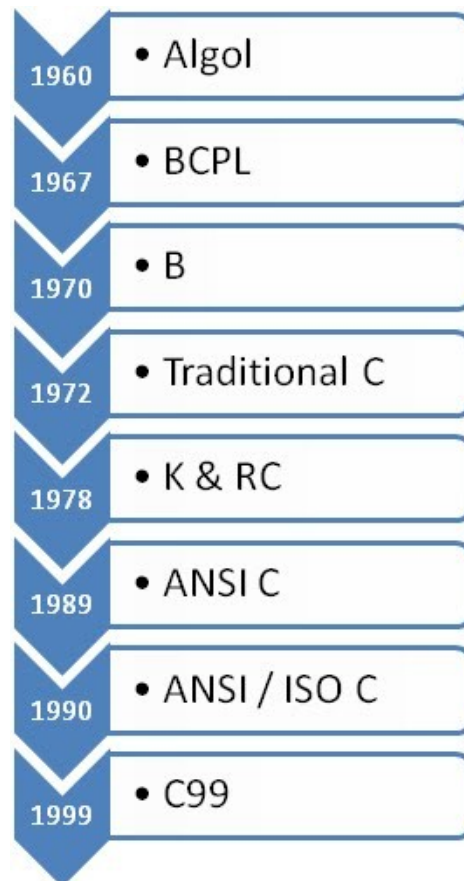 1960 • Algol
1967 • BCPL
1970 • B
1972 • Traditional C
1978 • K & RC
1989 • ANSI C
1990 • ANSI / ISO C
1999 • C99